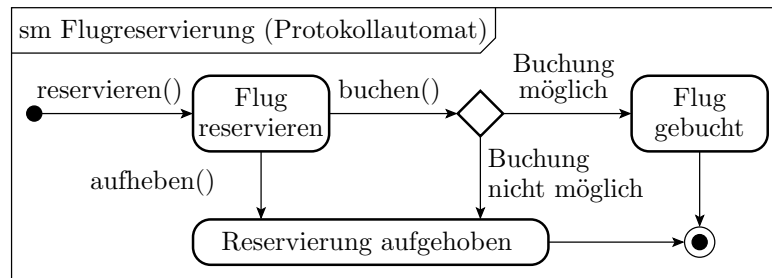 sm Flugreservierung (Protokollautomat)
reservieren()
Flug
reservieren
buchen()
Buchung
möglich
Flug
gebucht
aufheben()
Buchung
nicht möglich
Reservierung aufgehoben